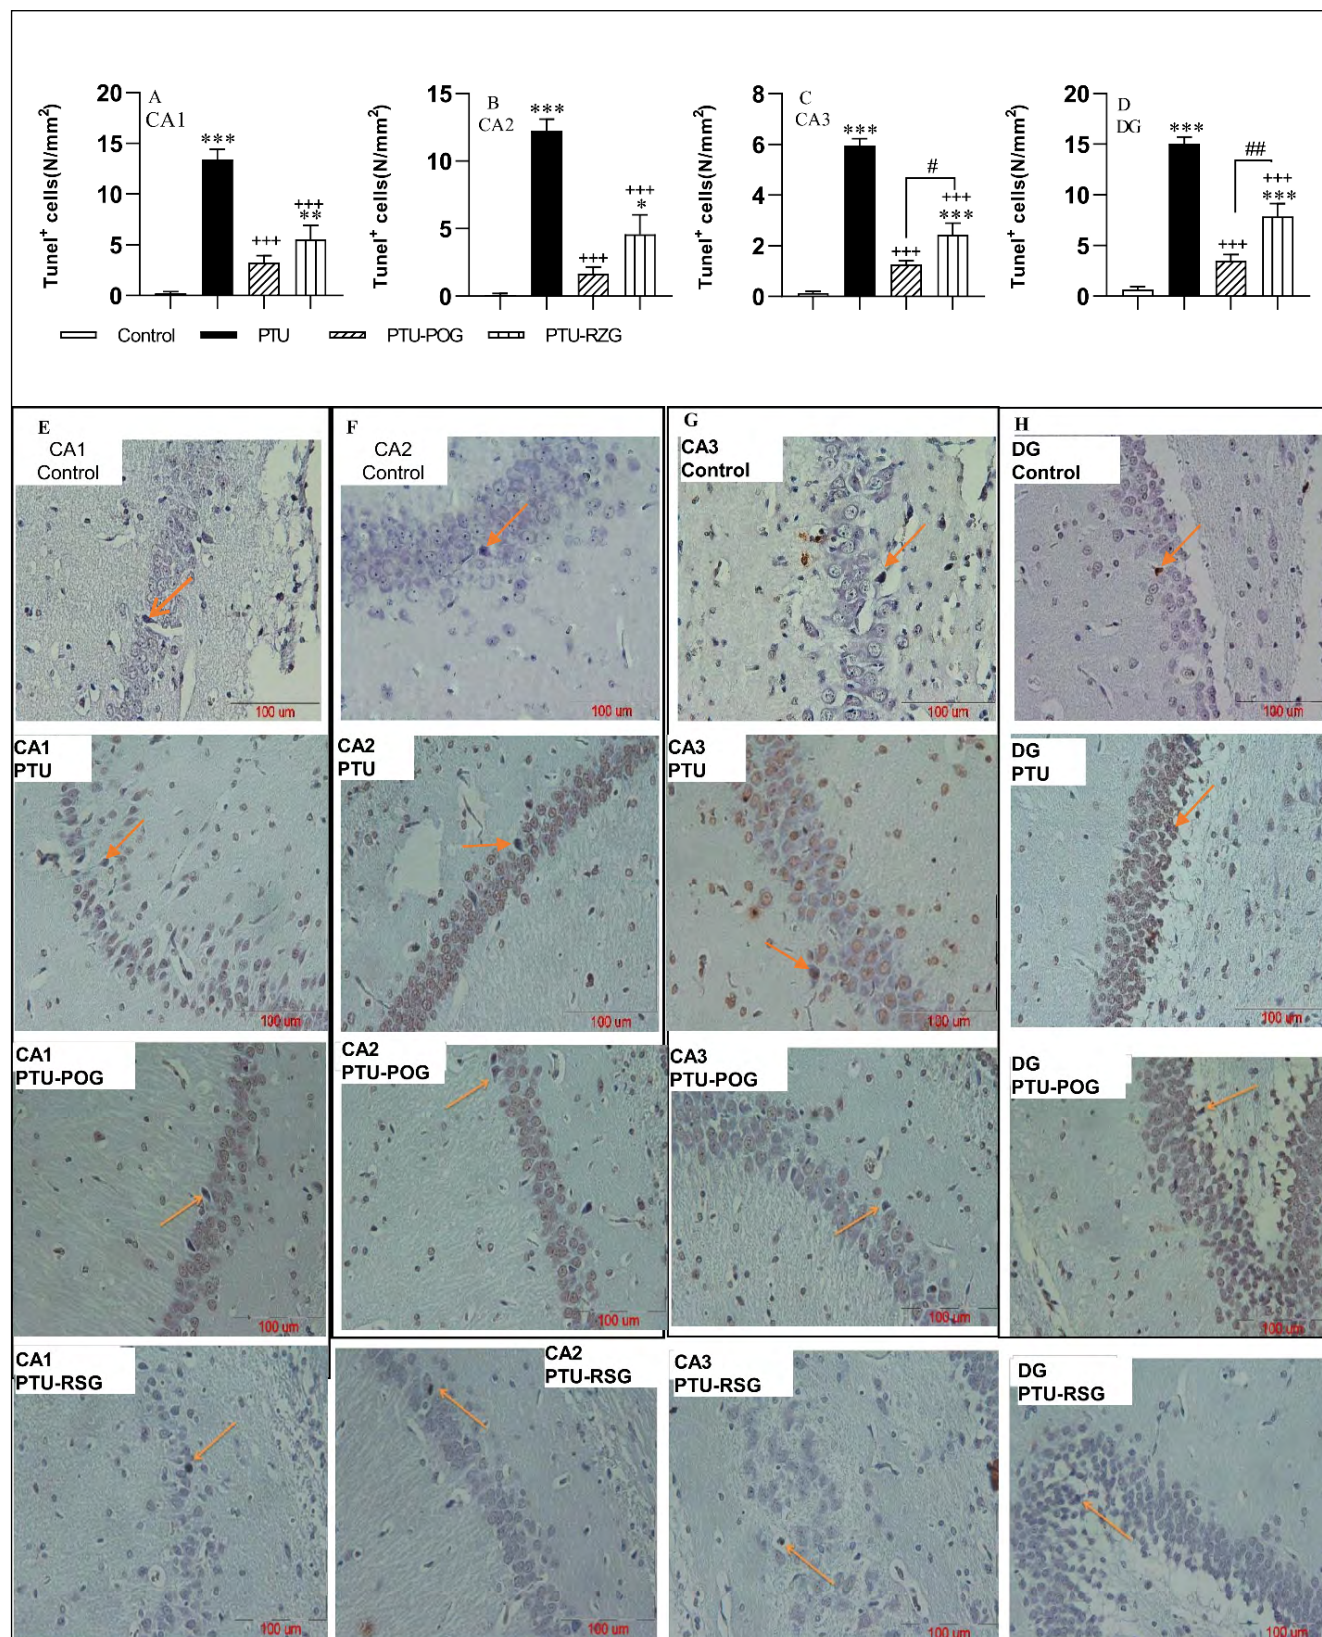 A
CA1
Tunel+ cells(N/mm2)
20
15
10
5
0
***
+++
+++
**
B
CA2
Tunel+ cells(N/mm2)
15
10
5
0
***
+++
+++
*
C
CA3
Tunel+ cells(N/mm2)
8
6
4
2
0
***
+++
#
+++
***
D
DG
Tunel+ cells(N/mm2)
20
15
10
5
0
***
+++
##
+++
***
Control PTU PTU-POG PTU-RZG
E
CA1
Control
100 um
F
CA2
Control
100 um
G
CA3
Control
100 um
H
DG
Control
100 um
CA1
PTU
100 um
CA2
PTU
100 um
CA3
PTU
100 um
DG
PTU
100 um
CA1
PTU-POG
100 um
CA2
PTU-POG
100 um
CA3
PTU-POG
100 um
DG
PTU-POG
100 um
CA1
PTU-RSG
100 um
CA2
PTU-RSG
100 um
CA3
PTU-RSG
100 um
DG
PTU-RSG
100 um